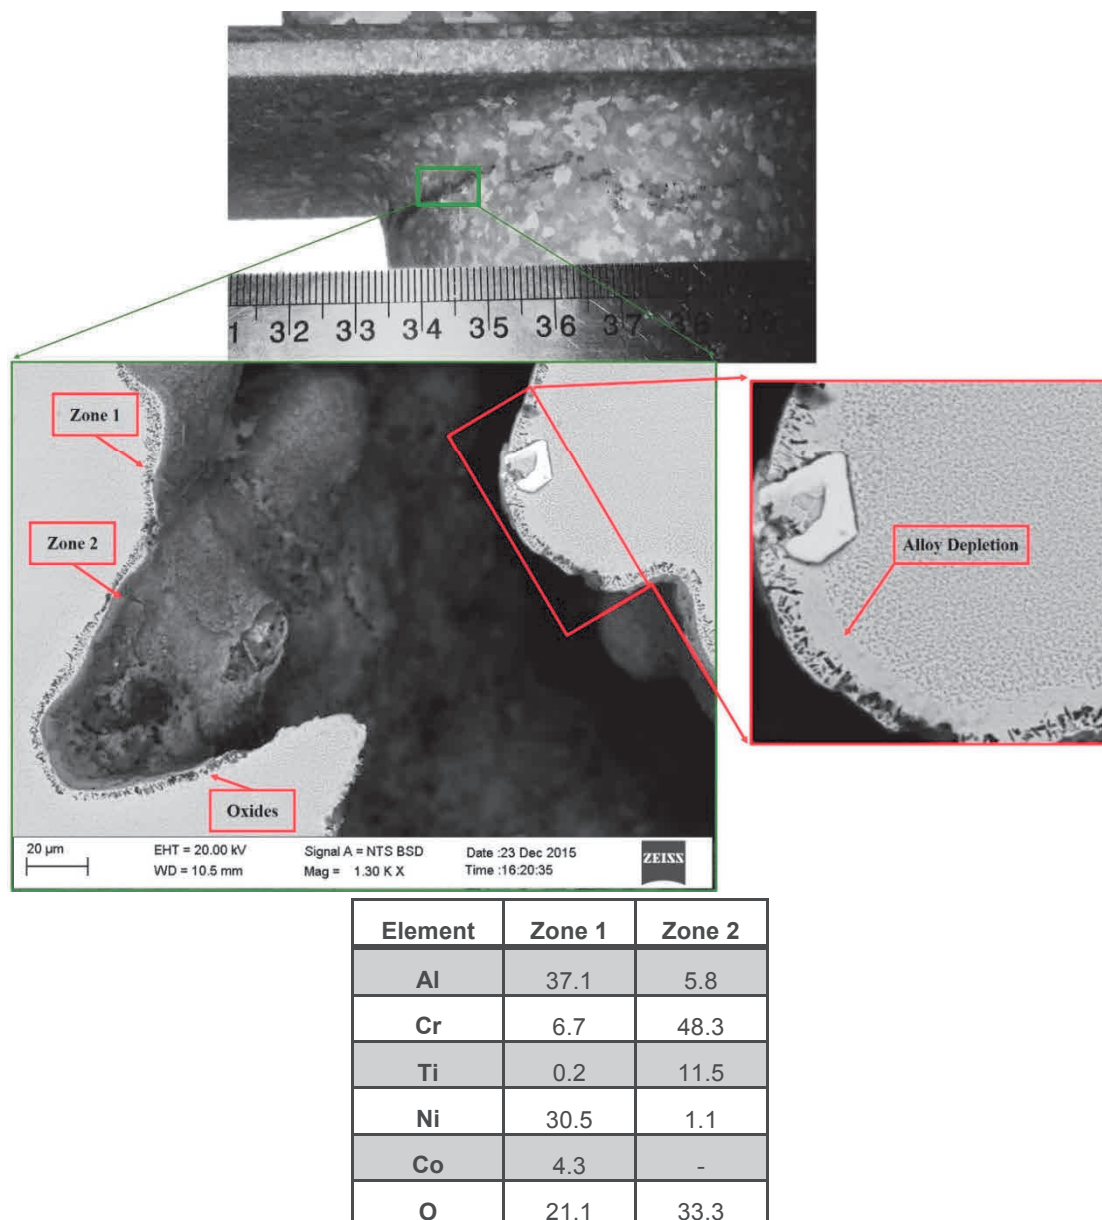 1 32 33 34 35 36 37 38
Zone 1
Zone 2
Alloy Depletion
Oxides
20 µm
EHT = 20.00 kV
Signal A = NTS BSD
Date :23 Dec 2015
WD = 10.5 mm
Mag = 1.30 K X
Time :16:20:35
ZEISS
Element Zone 1 Zone 2
Al 37.1 5.8
Cr 6.7 48.3
Ti 0.2 11.5
Ni 30.5 1.1
Co 4.3 -
O 21.1 33.3